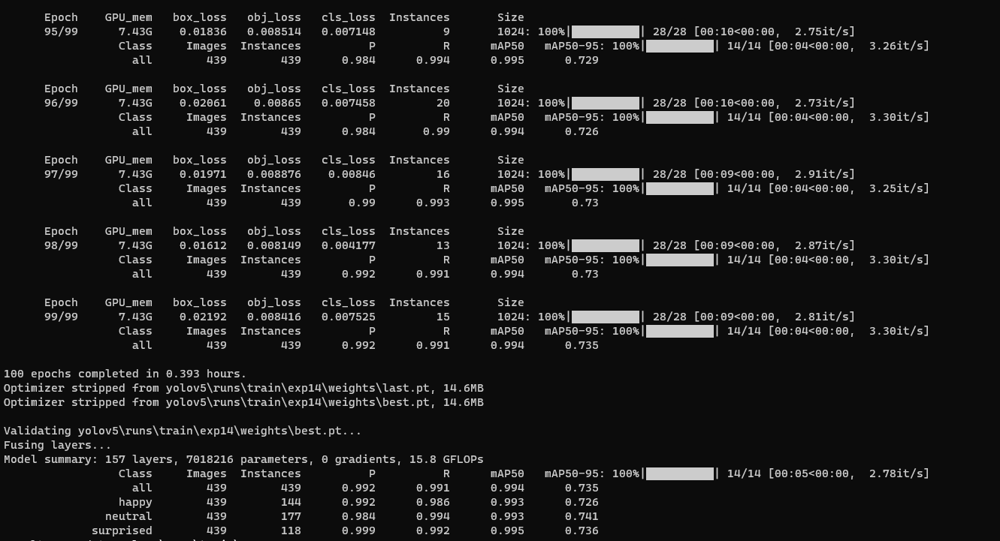 Epoch GPU_mem box_loss obj_loss cls_loss Instances Size
95/99 7.43G 0.01836 0.008514 0.007148 9 1024: 100%|██████████| 28/28 [00:10<00:00, 2.75it/s]
Class Images Instances P R mAP50 mAP50-95: 100%|██████████| 14/14 [00:04<00:00, 3.26it/s]
all 439 439 0.984 0.994 0.995 0.729
Epoch GPU_mem box_loss obj_loss cls_loss Instances Size
96/99 7.43G 0.02061 0.00865 0.007458 20 1024: 100%|██████████| 28/28 [00:10<00:00, 2.73it/s]
Class Images Instances P R mAP50 mAP50-95: 100%|██████████| 14/14 [00:04<00:00, 3.30it/s]
all 439 439 0.984 0.99 0.994 0.726
Epoch GPU_mem box_loss obj_loss cls_loss Instances Size
97/99 7.43G 0.01971 0.008876 0.00846 16 1024: 100%|██████████| 28/28 [00:09<00:00, 2.91it/s]
Class Images Instances P R mAP50 mAP50-95: 100%|██████████| 14/14 [00:04<00:00, 3.25it/s]
all 439 439 0.99 0.993 0.995 0.73
Epoch GPU_mem box_loss obj_loss cls_loss Instances Size
98/99 7.43G 0.01612 0.008149 0.004177 13 1024: 100%|██████████| 28/28 [00:09<00:00, 2.87it/s]
Class Images Instances P R mAP50 mAP50-95: 100%|██████████| 14/14 [00:04<00:00, 3.30it/s]
all 439 439 0.992 0.991 0.994 0.73
Epoch GPU_mem box_loss obj_loss cls_loss Instances Size
99/99 7.43G 0.02192 0.008416 0.007525 15 1024: 100%|██████████| 28/28 [00:09<00:00, 2.81it/s]
Class Images Instances P R mAP50 mAP50-95: 100%|██████████| 14/14 [00:04<00:00, 3.30it/s]
all 439 439 0.992 0.991 0.994 0.735
100 epochs completed in 0.393 hours.
Optimizer stripped from yolov5\runs\train\exp14\weights\last.pt, 14.6MB
Optimizer stripped from yolov5\runs\train\exp14\weights\best.pt, 14.6MB
Validating yolov5\runs\train\exp14\weights\best.pt...
Fusing layers...
Model summary: 157 layers, 7018216 parameters, 0 gradients, 15.8 GFLOPs
Class Images Instances P R mAP50 mAP50-95: 100%|██████████| 14/14 [00:05<00:00, 2.78it/s]
all 439 439 0.992 0.991 0.994 0.735
happy 439 144 0.992 0.986 0.993 0.726
neutral 439 177 0.984 0.994 0.993 0.741
surprised 439 118 0.999 0.992 0.995 0.736